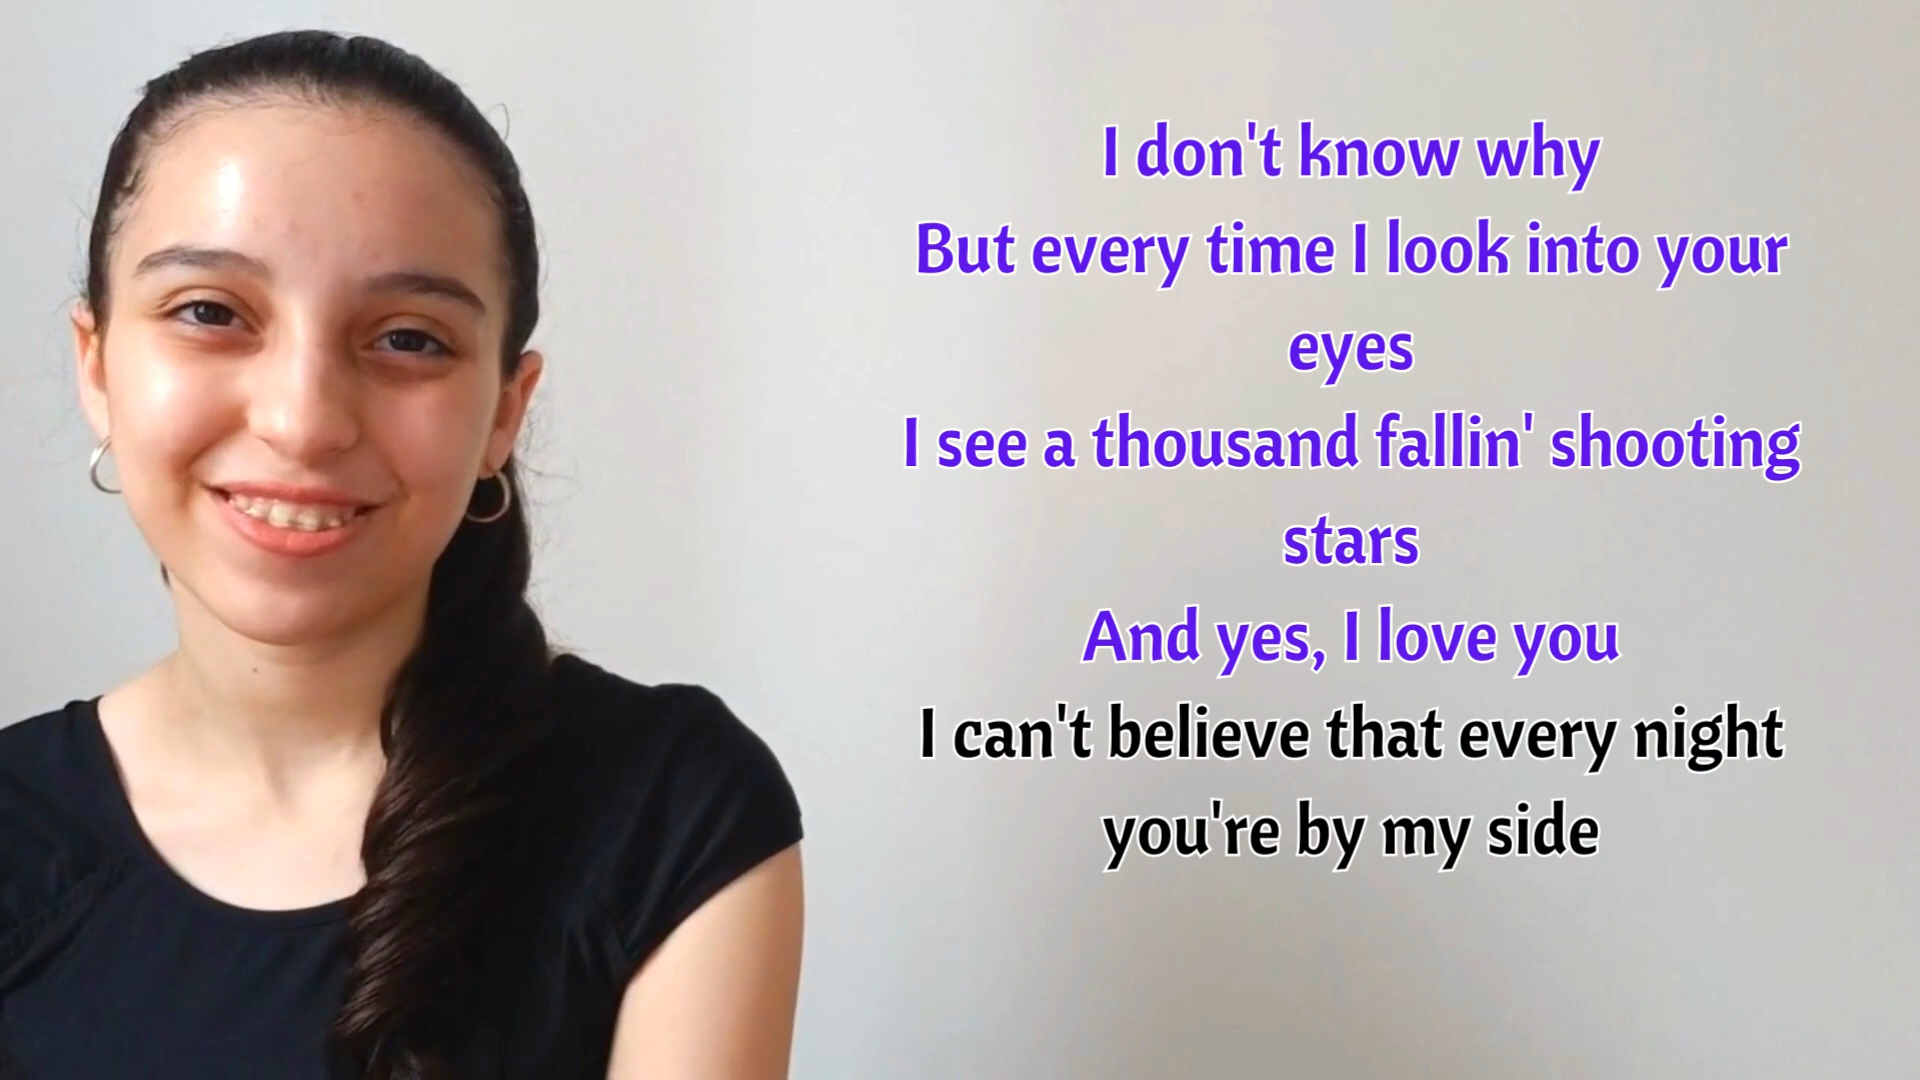 I don't know why
But every time I look into your
eyes
I see a thousand fallin' shooting
stars
And yes, I love you
I can't believe that every night
you're by my side